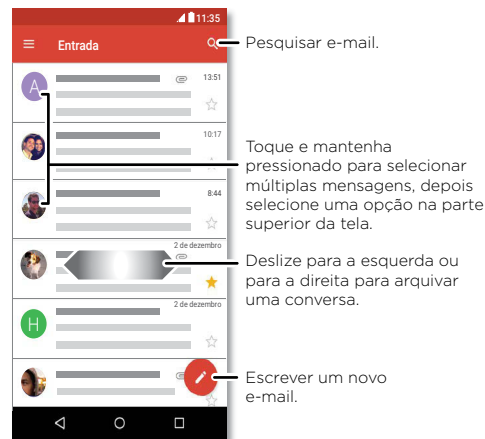 11:35
Entrada
Pesquisar e-mail.
A
13:51
10:17
Toque e mantenha
pressionado para selecionar
múltiplas mensagens, depois
selecione uma opção na parte
superior da tela.
8:44
2 de dezembro
Deslize para a esquerda ou
para a direita para arquivar
uma conversa.
2 de dezembro
H
Escrever um novo
e-mail.